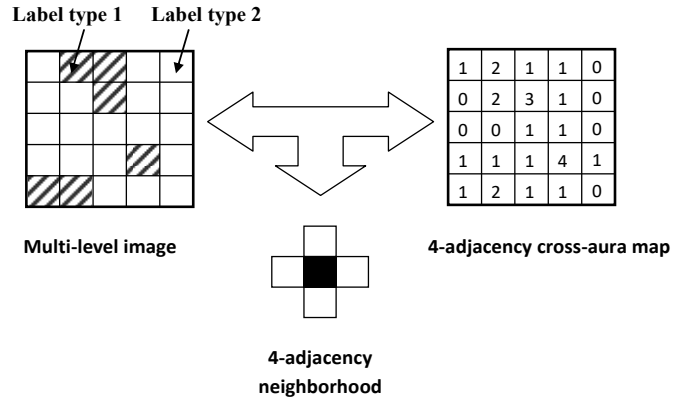 Label type 1 Label type 2
1 2 1 1 0
0 2 3 1 0
0 0 1 1 0
1 1 1 4 1
1 2 1 1 0
Multi-level image
4-adjacency cross-aura map
4-adjacency
neighborhood